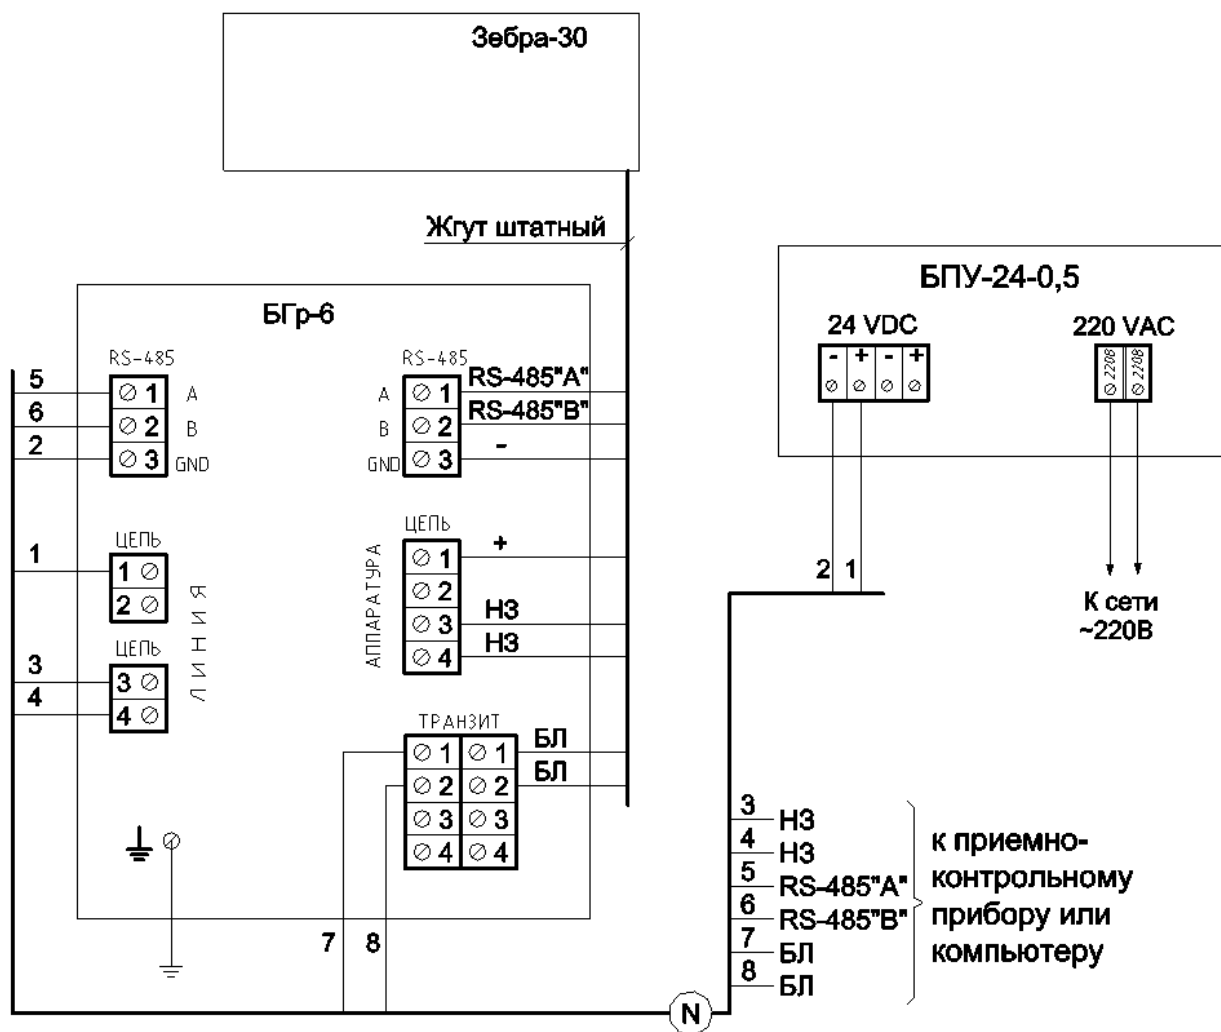 Зебра-30
Жгут штатный
БГр-6
RS-485
5
1
A
6
2
B
2
3
GND
ЦЕПЬ
1
1
2
ЦЕПЬ
3
3
4
4
ЛИНИЯ
RS-485
A
1
RS-485"A"
B
2
RS-485"B"
GND
3
-
ЦЕПЬ
АППАРАТУРА
1
+
2
3
НЗ
4
НЗ
ТРАНЗИТ
1 1
БЛ
2 2
БЛ
3 3
4 4
7 8
БПУ-24-0,5
24 VDC
- + - +
220 VAC
220В 220В
2 1
К сети
~220В
3 НЗ
4 НЗ
5 RS-485"A"
6 RS-485"B"
7 БЛ
8 БЛ
к приемно-
контрольному
прибору или
компьютеру
N